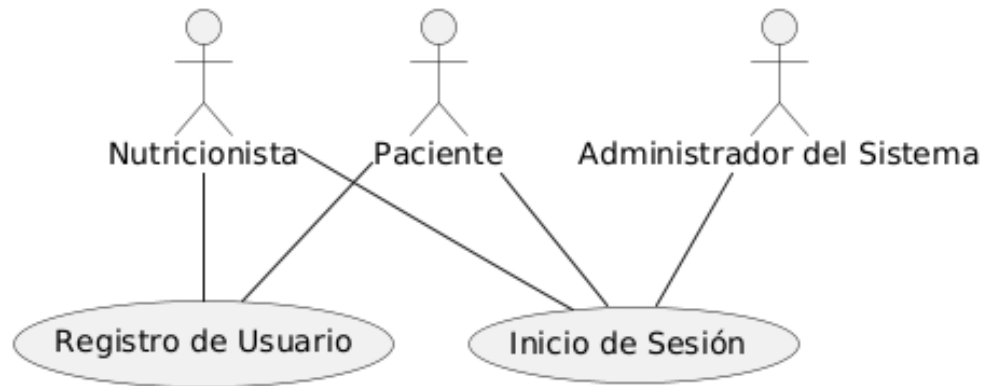 Nutricionista
Paciente
Administrador del Sistema
Registro de Usuario
Inicio de Sesión